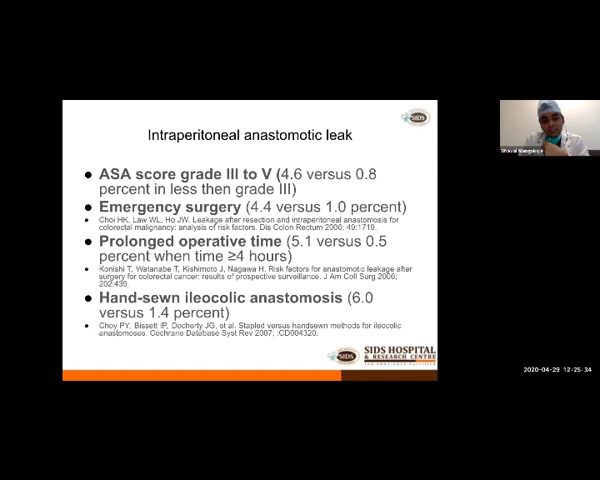 SIDS
Intraperitoneal anastomotic leak
● ASA score grade III to V (4.6 versus 0.8
percent in less then grade III)
● Emergency surgery (4.4 versus 1.0 percent)
● Choi HK, Law WL, Ho JW. Leakage after resection and intraperitoneal anastomosis for
colorectal malignancy: analysis of risk factors. Dis Colon Rectum 2006; 49:1719.
● Prolonged operative time (5.1 versus 0.5
percent when time ≥4 hours)
● Konishi T, Watanabe T, Kishimoto J, Nagawa H. Risk factors for anastomotic leakage after
surgery for colorectal cancer: results of prospective surveillance. J Am Coll Surg 2006;
202:439.
● Hand-sewn ileocolic anastomosis (6.0
versus 1.4 percent)
● Choy PY, Bissett IP, Docherty JG, et al. Stapled versus handsewn methods for ileocolic
anastomoses. Cochrane Database Syst Rev 2007; :CD004320.
SIDS
SIDS HOSPITAL
& RESEARCH CENTRE
2020-04-29 12:25:34